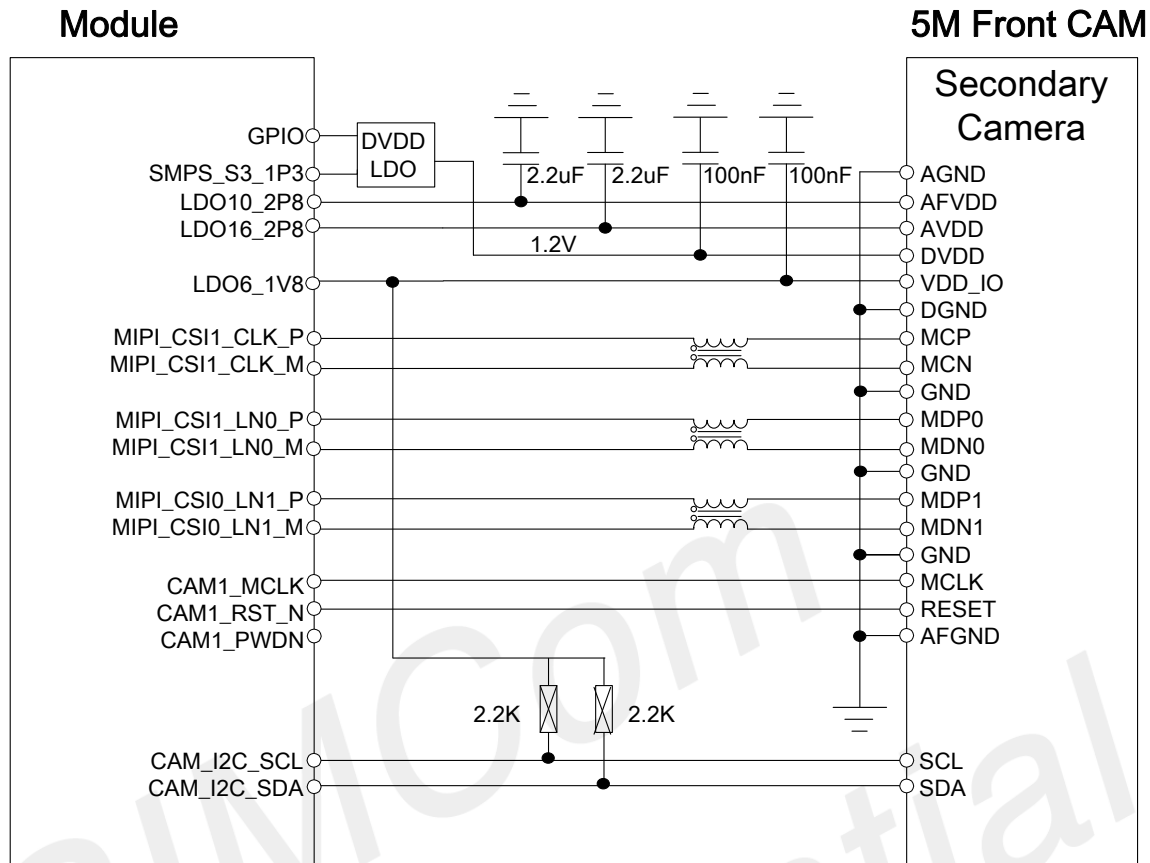 Module
5M Front CAM
Secondary
Camera
GPIO
SMPS_S3_1P3
LDO10_2P8
LDO16_2P8
LDO6_1V8
MIPI_CSI1_CLK_P
MIPI_CSI1_CLK_M
MIPI_CSI1_LN0_P
MIPI_CSI1_LN0_M
MIPI_CSI0_LN1_P
MIPI_CSI0_LN1_M
CAM1_MCLK
CAM1_RST_N
CAM1_PWDN
CAM_I2C_SCL
CAM_I2C_SDA
DVDD
LDO
2.2uF
2.2uF
100nF
100nF
1.2V
2.2K
2.2K
AGND
AFVDD
AVDD
DVDD
VDD_IO
DGND
MCP
MCN
GND
MDP0
MDN0
GND
MDP1
MDN1
GND
MCLK
RESET
AFGND
SCL
SDA